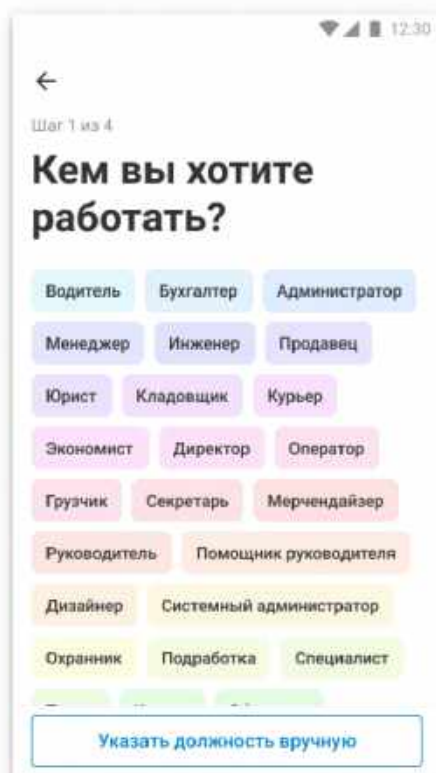 12:30
Шаг 1 из 4
Кем вы хотите
работать?
Водитель Бухгалтер Администратор
Менеджер Инженер Продавец
Юрист Кладовщик Курьер
Экономист Директор Оператор
Грузчик Секретарь Мерчендайзер
Руководитель Помощник руководителя
Дизайнер Системный администратор
Охранник Подработка Специалист
Указать должность вручную